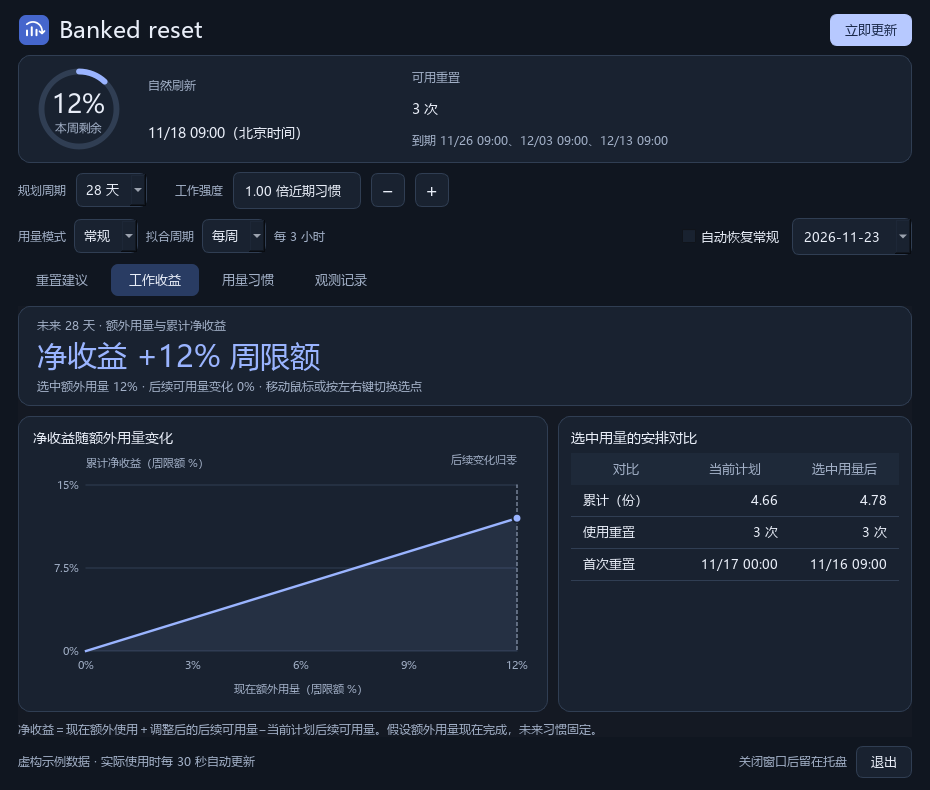 Banked reset
立即更新
12%
本周剩余
自然刷新
11/18 09:00（北京时间）
可用重置
3 次
到期 11/26 09:00、12/03 09:00、12/13 09:00
规划周期
28 天
工作强度
1.00 倍近期习惯
−
+
用量模式
常规
拟合周期
每周
每 3 小时
自动恢复常规
2026-11-23
重置建议
工作收益
用量习惯
观测记录
未来 28 天 · 额外用量与累计净收益
净收益 +12% 周限额
选中额外用量 12% · 后续可用量变化 0% · 移动鼠标或按左右键切换选点
净收益随额外用量变化
累计净收益（周限额 %）
后续变化归零
15%
7.5%
0%
0%
3%
6%
9%
12%
现在额外用量（周限额 %）
选中用量的安排对比
对比 当前计划 选中用量后
累计（份） 4.66 4.78
使用重置 3 次 3 次
首次重置 11/17 00:00 11/16 09:00
净收益＝现在额外使用＋调整后的后续可用量−当前计划后续可用量。假设额外用量现在完成，未来习惯固定。
虚构示例数据 · 实际使用时每 30 秒自动更新
关闭窗口后留在托盘
退出